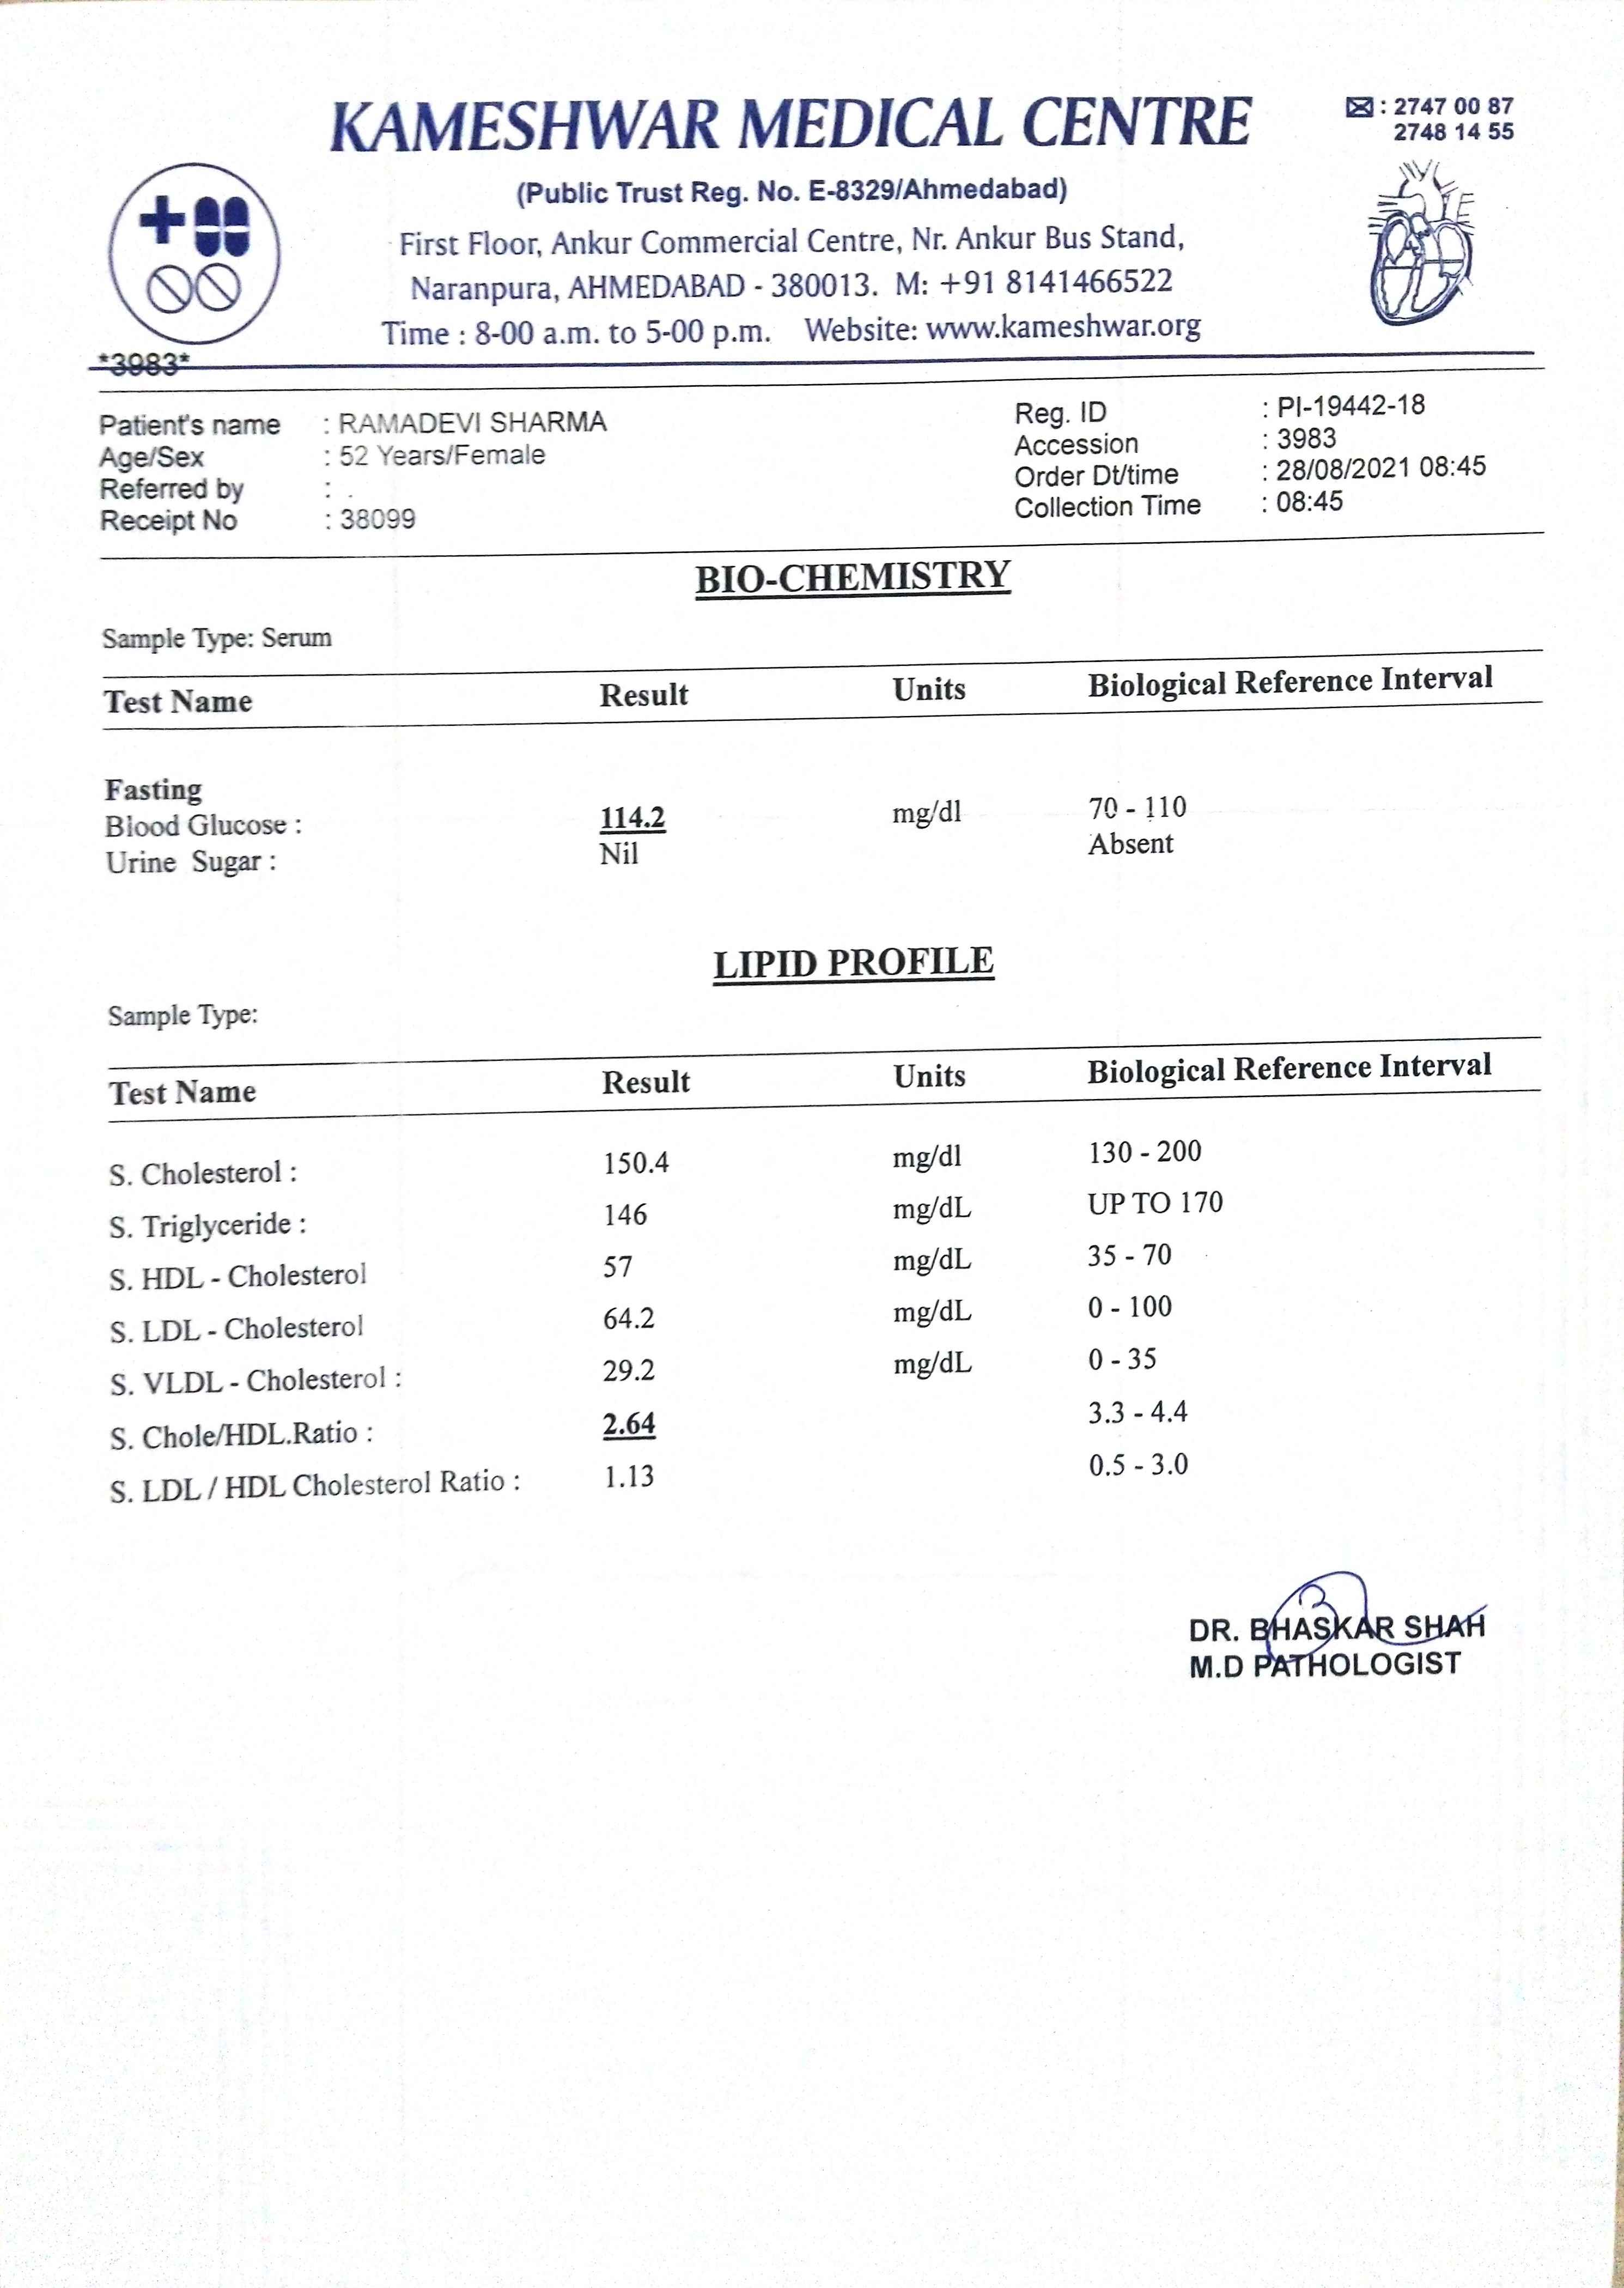 KAMESHWAR MEDICAL CENTRE
: 2747 00 87
2748 14 55
(Public Trust Reg. No. E-8329/Ahmedabad)
First Floor, Ankur Commercial Centre, Nr. Ankur Bus Stand,
Naranpura, AHMEDABAD - 380013. M: +91 8141466522
Time : 8-00 a.m. to 5-00 p.m. Website: www.kameshwar.org
*3983*
Patient's name : RAMADEVI SHARMA Reg. ID : PI-19442-18
Age/Sex : 52 Years/Female Accession : 3983
Referred by : . Order Dt/time : 28/08/2021 08:45
Receipt No : 38099 Collection Time : 08:45
BIO-CHEMISTRY
Sample Type: Serum
Test Name Result Units Biological Reference Interval
Fasting
Blood Glucose : 114.2 mg/dl 70 - 110
Urine Sugar : Nil Absent
LIPID PROFILE
Sample Type:
Test Name Result Units Biological Reference Interval
S. Cholesterol : 150.4 mg/dl 130 - 200
S. Triglyceride : 146 mg/dL UP TO 170
S. HDL - Cholesterol 57 mg/dL 35 - 70
S. LDL - Cholesterol 64.2 mg/dL 0 - 100
S. VLDL - Cholesterol : 29.2 mg/dL 0 - 35
S. Chole/HDL.Ratio : 2.64 3.3 - 4.4
S. LDL / HDL Cholesterol Ratio : 1.13 0.5 - 3.0
DR. BHASKAR SHAH
M.D PATHOLOGIST